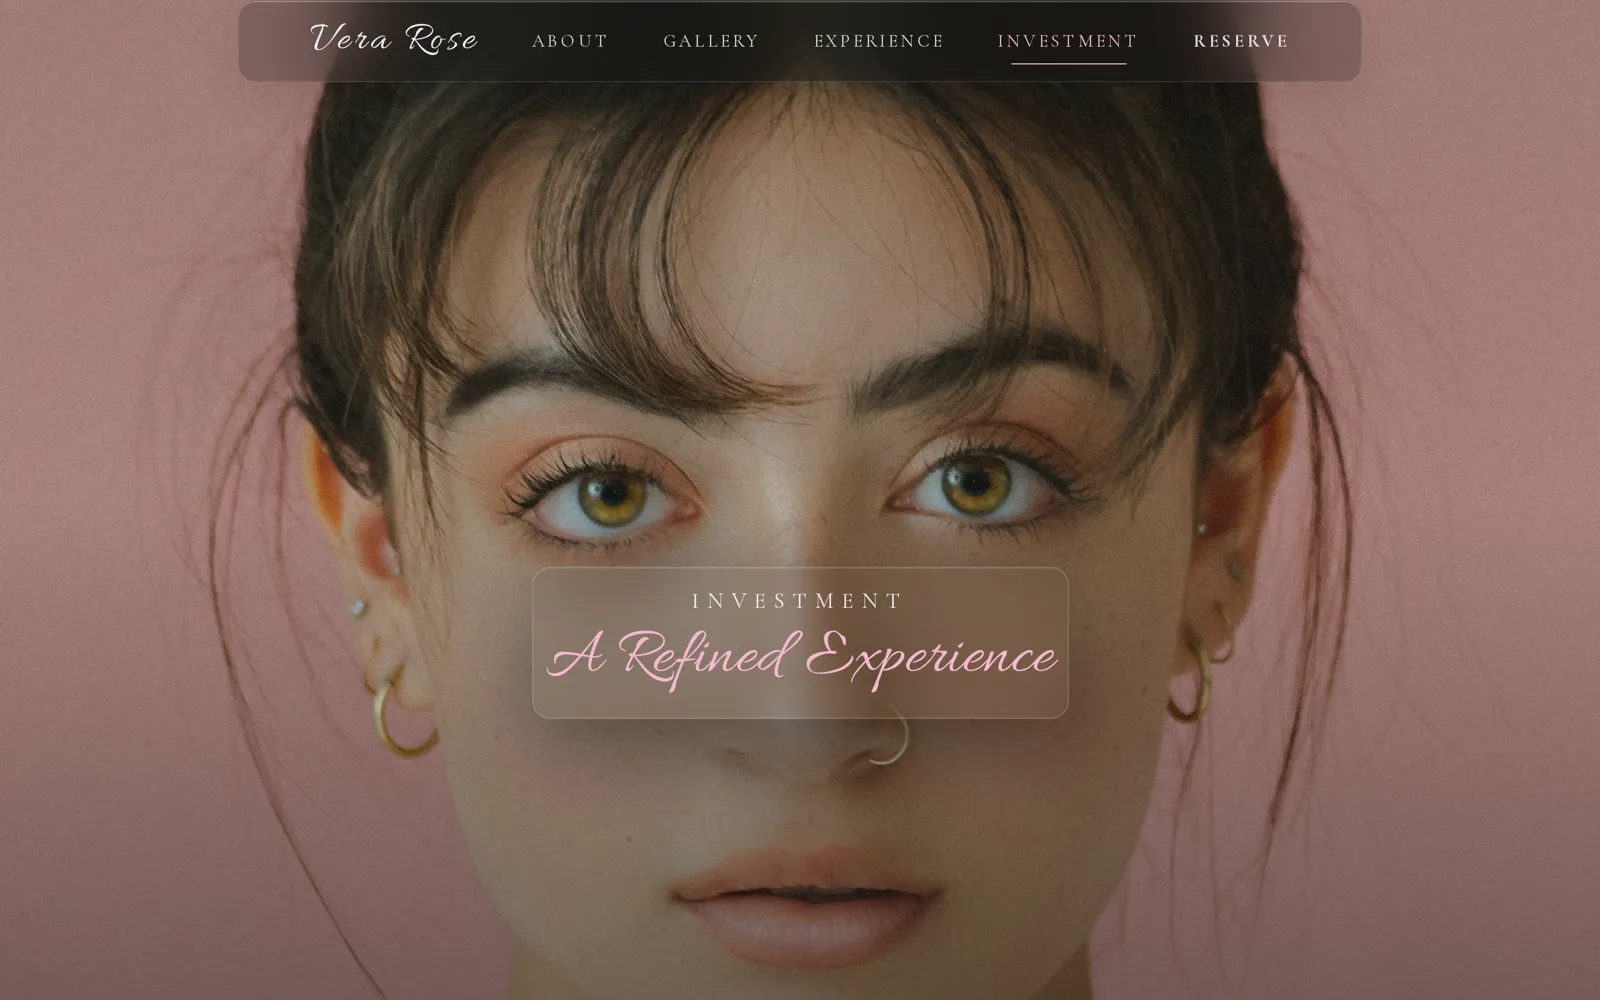 Vera Rose
ABOUT
GALLERY
EXPERIENCE
INVESTMENT
RESERVE
INVESTMENT
A Refined Experience